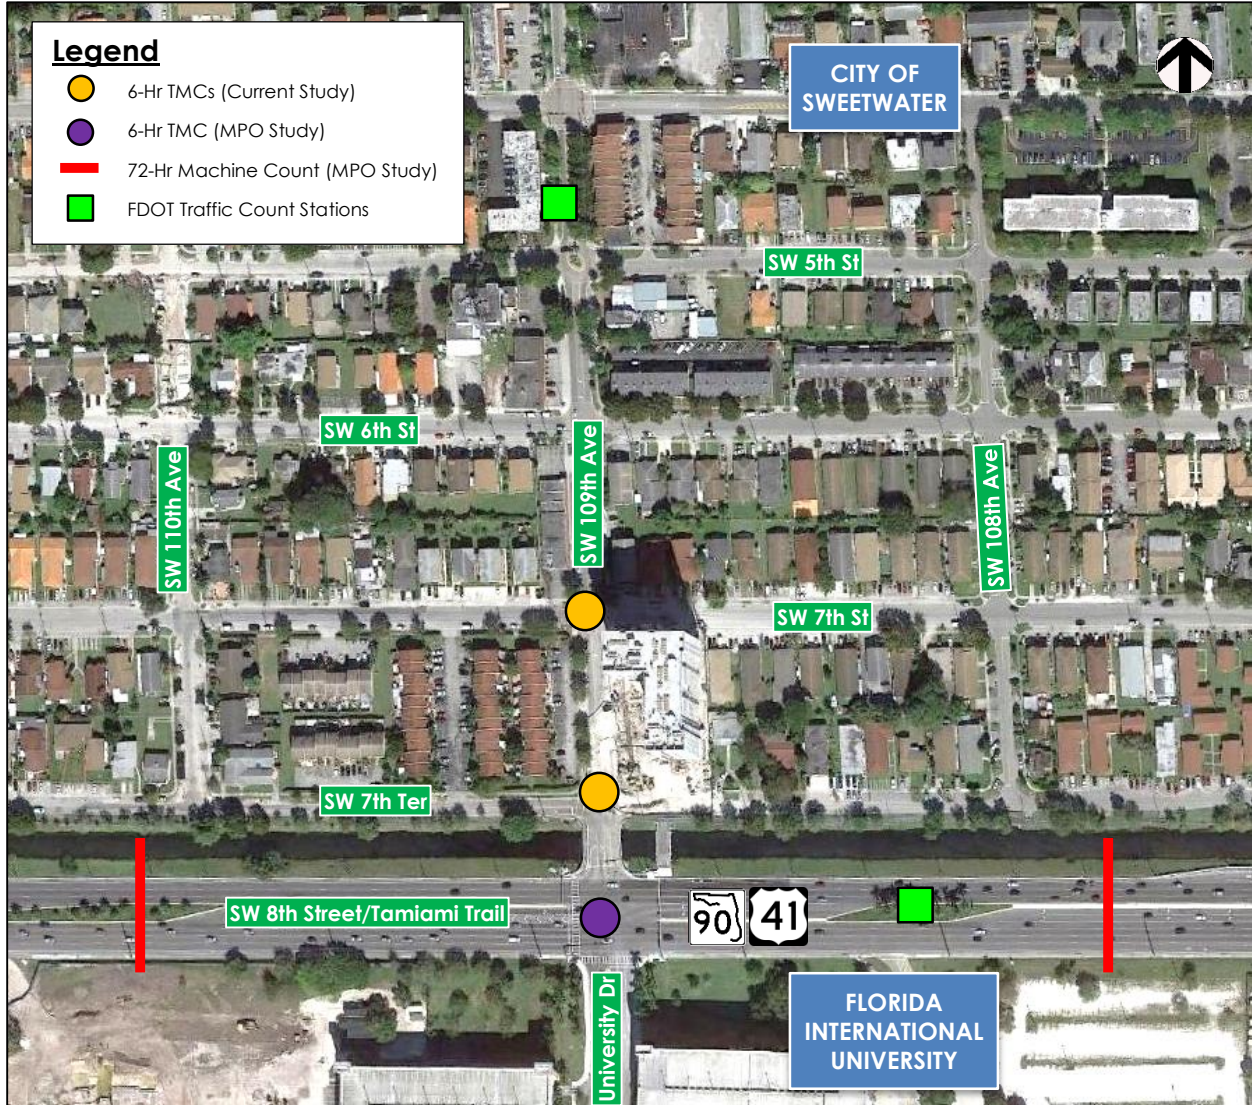 Legend
6-Hr TMCs (Current Study)
6-Hr TMC (MPO Study)
72-Hr Machine Count (MPO Study)
FDOT Traffic Count Stations
CITY OF
SWEETWATER
SW 5th St
SW 6th St
SW 110th Ave
SW 109th Ave
SW 108th Ave
SW 7th St
SW 7th Ter
SW 8th Street/Tamiami Trail
90
41
University Dr
FLORIDA
INTERNATIONAL
UNIVERSITY